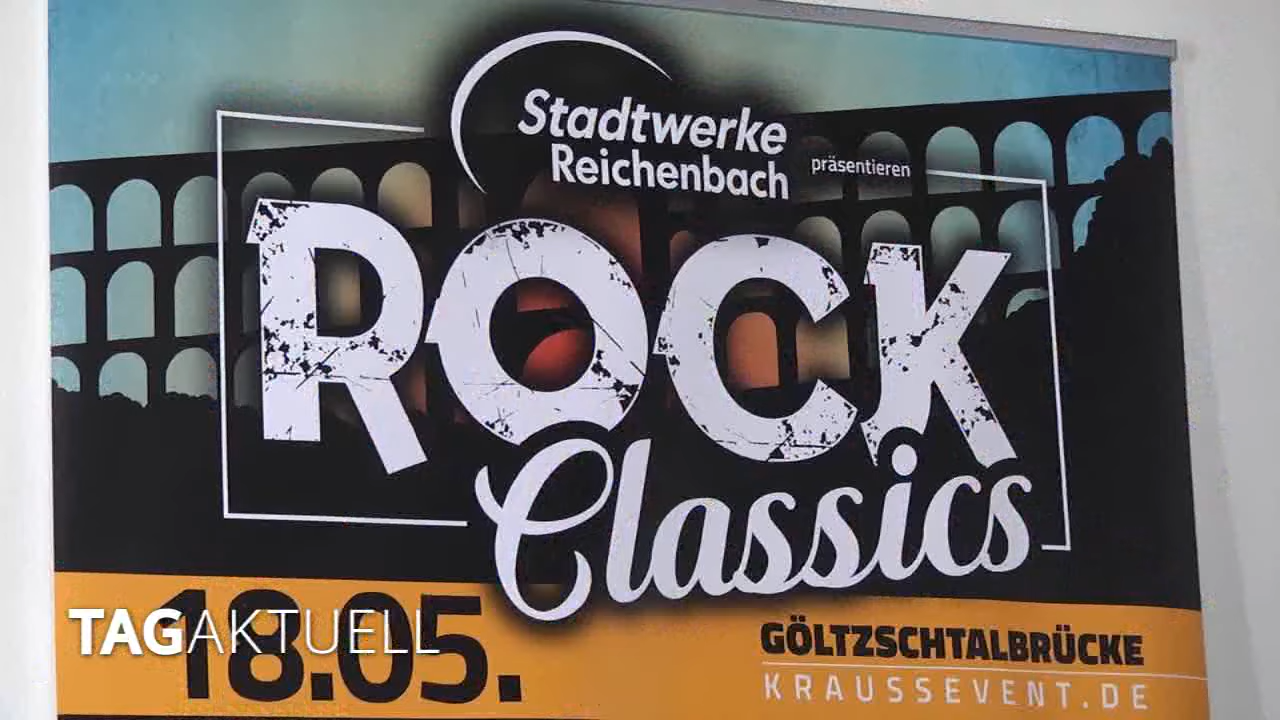 Stadtwerke
Reichenbach
präsentieren
ROCK
Classics
18.05.
TAGAKTUELL
GÖLTZSCHTALBRÜCKE
KRAUSSEVENT.DE